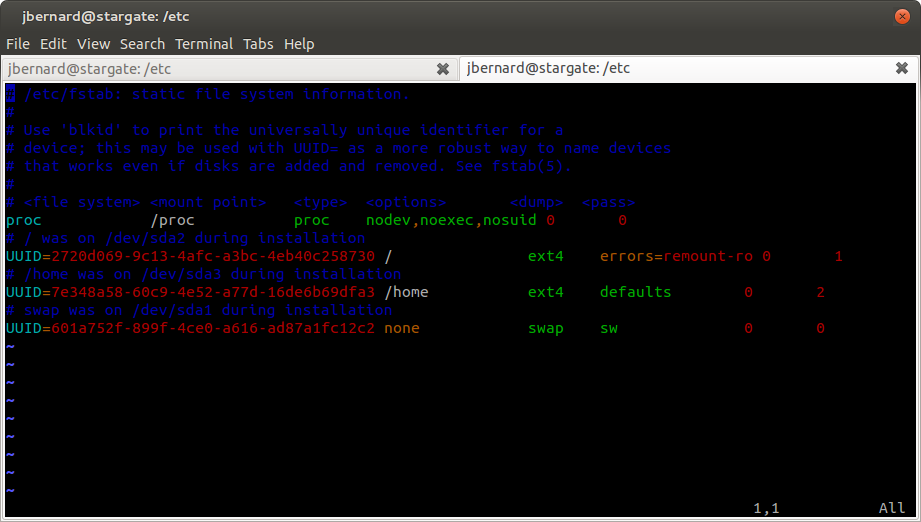 jbernard@stargate: /etc
File Edit View Search Terminal Tabs Help
jbernard@stargate: /etc jbernard@stargate: /etc
# /etc/fstab: static file system information.
#
# Use 'blkid' to print the universally unique identifier for a
# device; this may be used with UUID= as a more robust way to name devices
# that works even if disks are added and removed. See fstab(5).
#
# <file system> <mount point> <type> <options> <dump> <pass>
proc /proc proc nodev,noexec,nosuid 0 0
# / was on /dev/sda2 during installation
UUID=2720d069-9c13-4afc-a3bc-4eb40c258730 / ext4 errors=remount-ro 0 1
# /home was on /dev/sda3 during installation
UUID=7e348a58-60c9-4e52-a77d-16de6b69dfa3 /home ext4 defaults 0 2
# swap was on /dev/sda1 during installation
UUID=601a752f-899f-4ce0-a616-ad87a1fc12c2 none swap sw 0 0
~
~
~
~
~
~
~
~
~
1,1 All